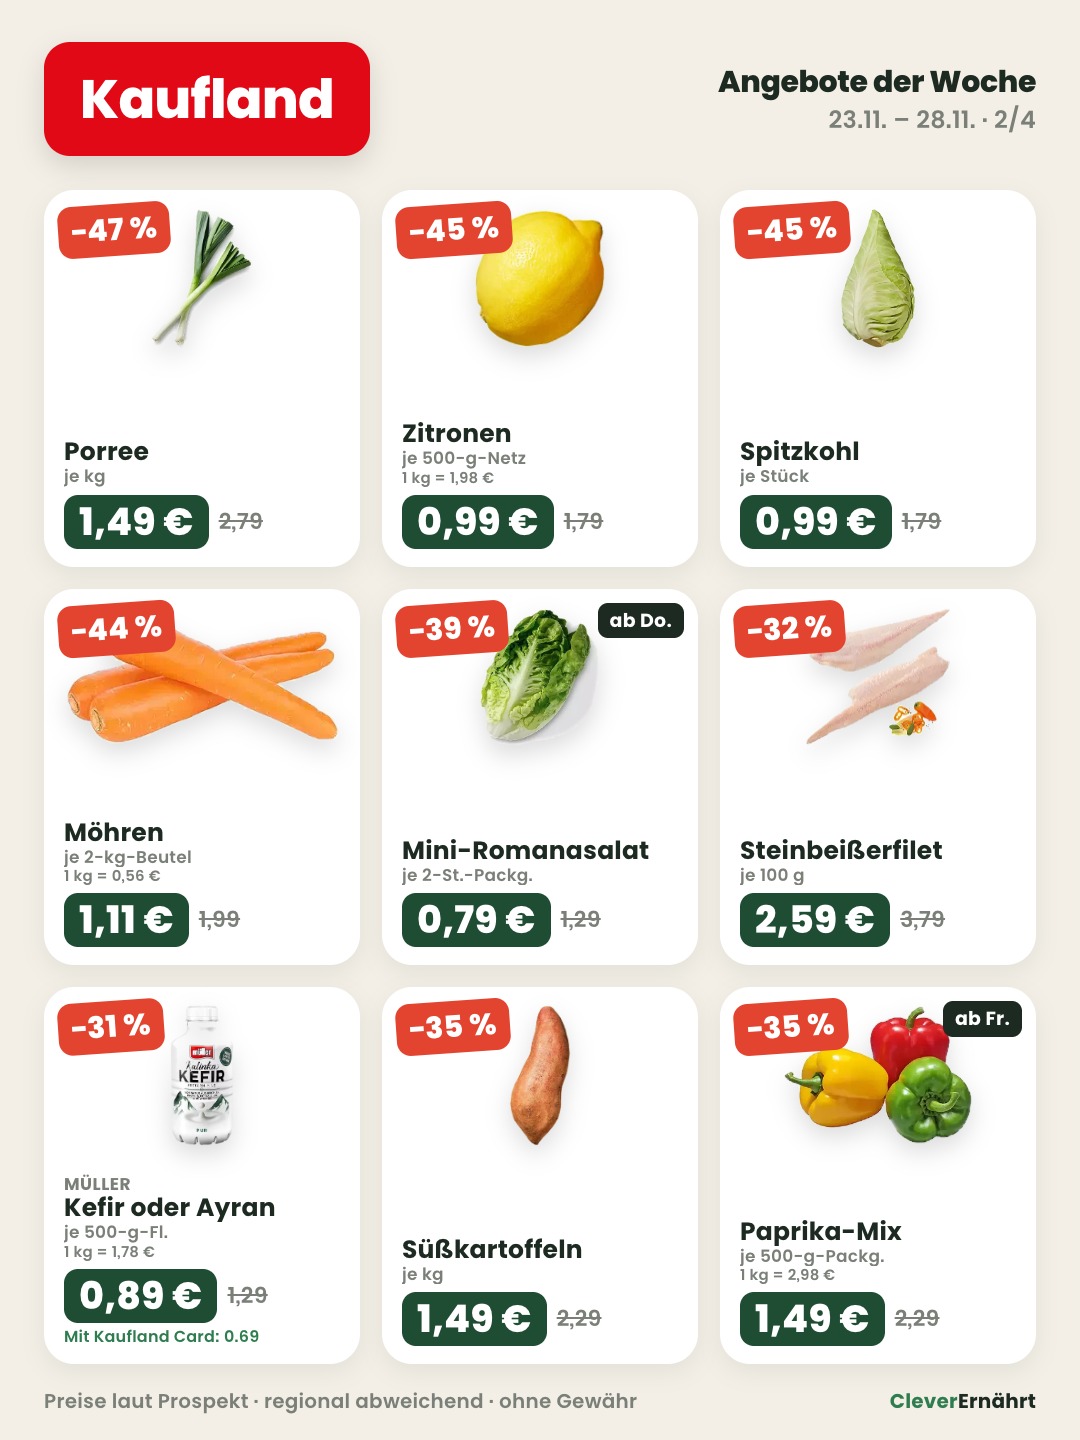 Kaufland
Angebote der Woche
23.11. – 28.11. · 2/4
-47 %
Porree
je kg
1,49 € 2,79
-45 %
Zitronen
je 500-g-Netz
1 kg = 1,98 €
0,99 € 1,79
-45 %
Spitzkohl
je Stück
0,99 € 1,79
-44 %
Möhren
je 2-kg-Beutel
1 kg = 0,56 €
1,11 € 1,99
-39 %
ab Do.
Mini-Romanasalat
je 2-St.-Packg.
0,79 € 1,29
-32 %
Steinbeißerfilet
je 100 g
2,59 € 3,79
-31 %
müller
Kalinka
KEFIR
MÜLLER
Kefir oder Ayran
je 500-g-Fl.
1 kg = 1,78 €
0,89 € 1,29
Mit Kaufland Card: 0.69
-35 %
Süßkartoffeln
je kg
1,49 € 2,29
-35 %
ab Fr.
Paprika-Mix
je 500-g-Packg.
1 kg = 2,98 €
1,49 € 2,29
Preise laut Prospekt · regional abweichend · ohne Gewähr
CleverErnährt